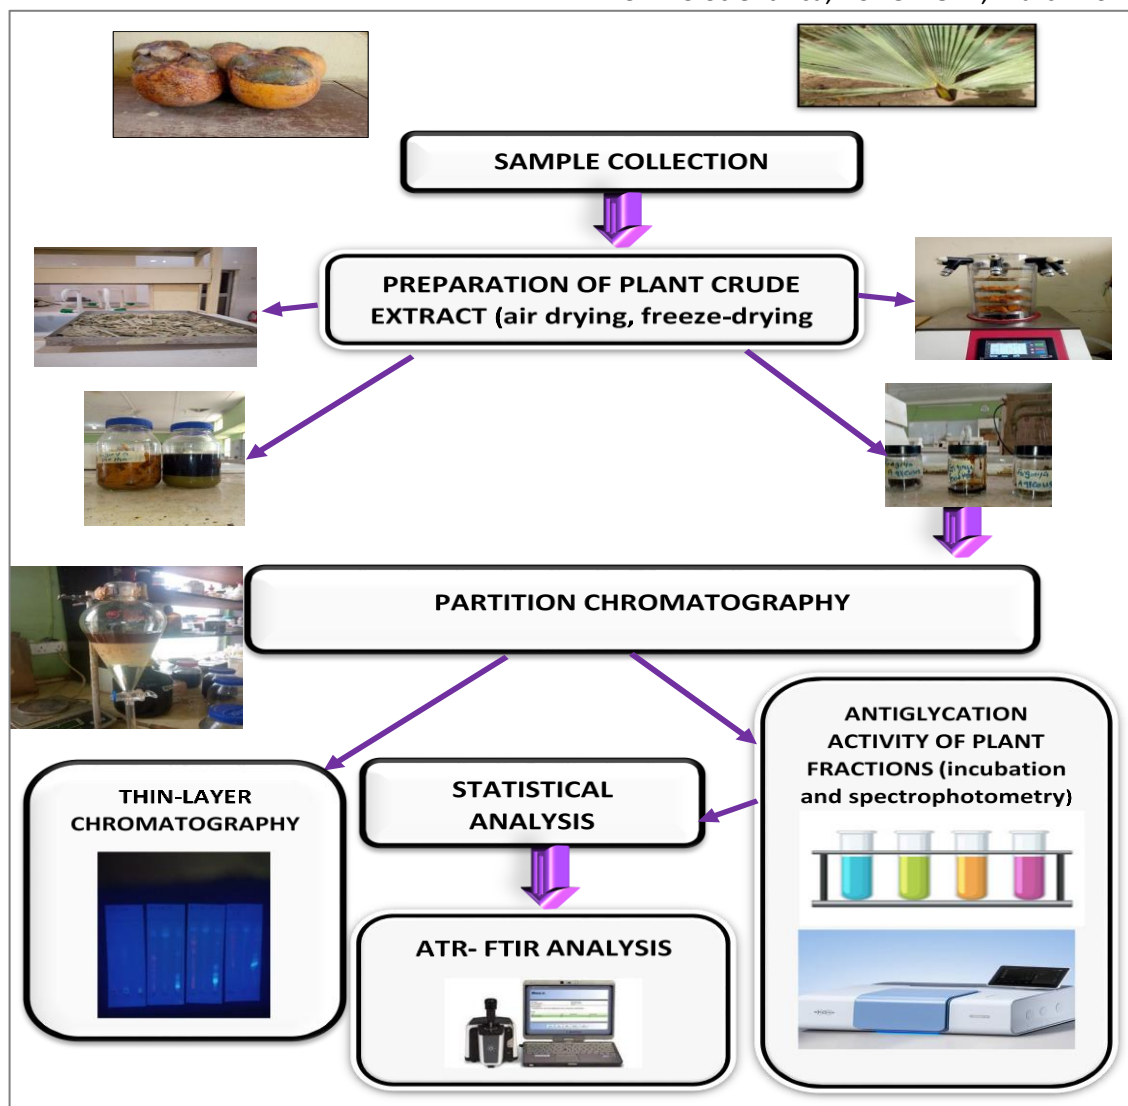 SAMPLE COLLECTION
PREPARATION OF PLANT CRUDE
EXTRACT (air drying, freeze-drying
PARTITION CHROMATOGRAPHY
ANTIGLYCATION
ACTIVITY OF PLANT
FRACTIONS (incubation
and spectrophotometry)
THIN-LAYER
CHROMATOGRAPHY
STATISTICAL
ANALYSIS
ATR- FTIR ANALYSIS